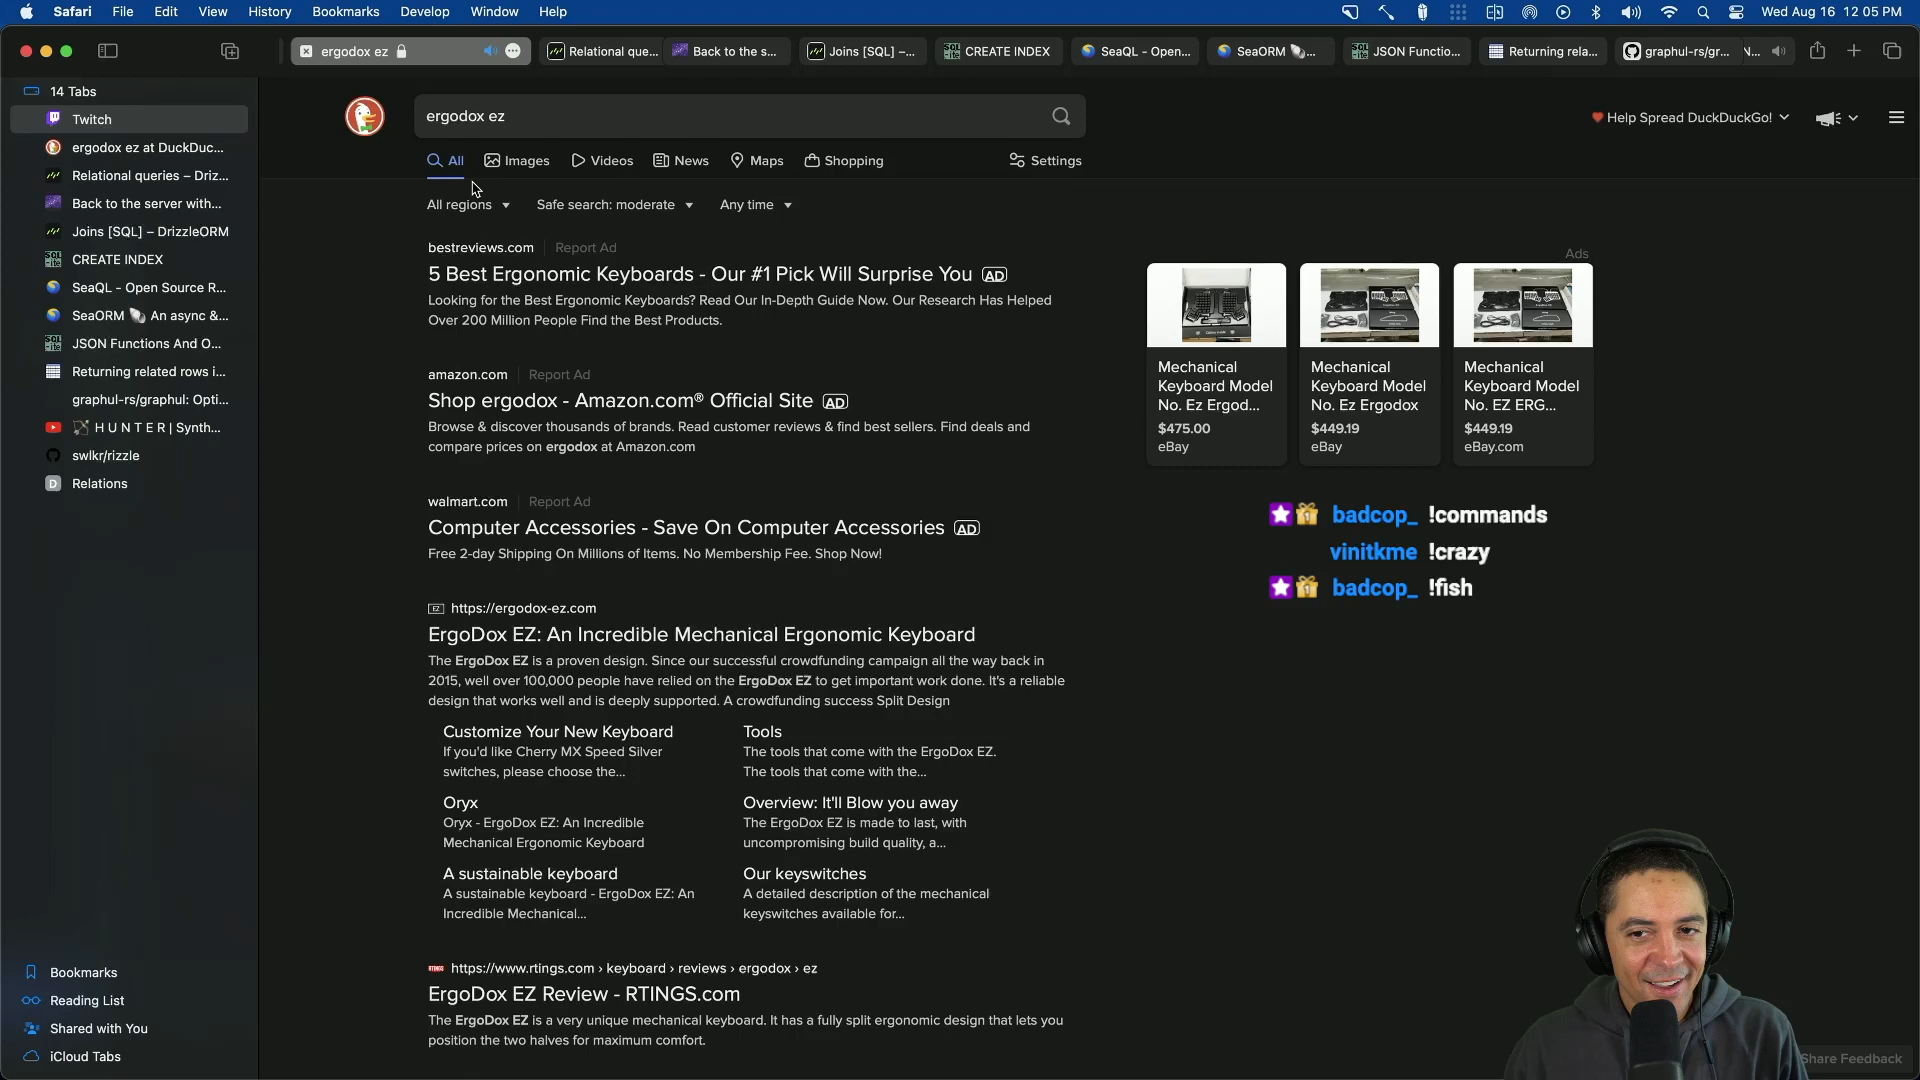 Safari File Edit View History Bookmarks Develop Window Help
Wed Aug 16 12:05 PM
ergodox ez
Relational que...
Back to the s...
Joins [SQL] –...
CREATE INDEX
SeaQL - Open...
SeaORM 🐚...
JSON Functio...
Returning rela...
graphul-rs/gr...
N...
14 Tabs
Twitch
ergodox ez at DuckDuc...
Relational queries – Driz...
Back to the server with...
Joins [SQL] – DrizzleORM
CREATE INDEX
SeaQL - Open Source R...
SeaORM 🐚 An async &...
JSON Functions And O...
Returning related rows i...
graphul-rs/graphul: Opti...
🏹 H U N T E R | Synth...
swlkr/rizzle
D Relations
Bookmarks
Reading List
Shared with You
iCloud Tabs
ergodox ez
Help Spread DuckDuckGo!
All Images Videos News Maps Shopping Settings
All regions Safe search: moderate Any time
bestreviews.com Report Ad
5 Best Ergonomic Keyboards - Our #1 Pick Will Surprise You AD
Looking for the Best Ergonomic Keyboards? Read Our In-Depth Guide Now. Our Research Has Helped
Over 200 Million People Find the Best Products.
amazon.com Report Ad
Shop ergodox - Amazon.com® Official Site AD
Browse & discover thousands of brands. Read customer reviews & find best sellers. Find deals and
compare prices on ergodox at Amazon.com
walmart.com Report Ad
Computer Accessories - Save On Computer Accessories AD
Free 2-day Shipping On Millions of Items. No Membership Fee. Shop Now!
EZ https://ergodox-ez.com
ErgoDox EZ: An Incredible Mechanical Ergonomic Keyboard
The ErgoDox EZ is a proven design. Since our successful crowdfunding campaign all the way back in
2015, well over 100,000 people have relied on the ErgoDox EZ to get important work done. It's a reliable
design that works well and is deeply supported. A crowdfunding success Split Design
Customize Your New Keyboard
If you'd like Cherry MX Speed Silver
switches, please choose the...
Tools
The tools that come with the ErgoDox EZ.
The tools that come with the...
Oryx
Oryx - ErgoDox EZ: An Incredible
Mechanical Ergonomic Keyboard
Overview: It'll Blow you away
The ErgoDox EZ is made to last, with
uncompromising build quality, a...
A sustainable keyboard
A sustainable keyboard - ErgoDox EZ: An
Incredible Mechanical...
Our keyswitches
A detailed description of the mechanical
keyswitches available for...
RTINGS https://www.rtings.com › keyboard › reviews › ergodox › ez
ErgoDox EZ Review - RTINGS.com
The ErgoDox EZ is a very unique mechanical keyboard. It has a fully split ergonomic design that lets you
position the two halves for maximum comfort.
Ads
Mechanical
Keyboard Model
No. Ez Ergod...
$475.00
eBay
Mechanical
Keyboard Model
No. Ez Ergodox
$449.19
eBay
Mechanical
Keyboard Model
No. EZ ERG...
$449.19
eBay.com
badcop_ !commands
vinitkme !crazy
badcop_ !fish
Share Feedback